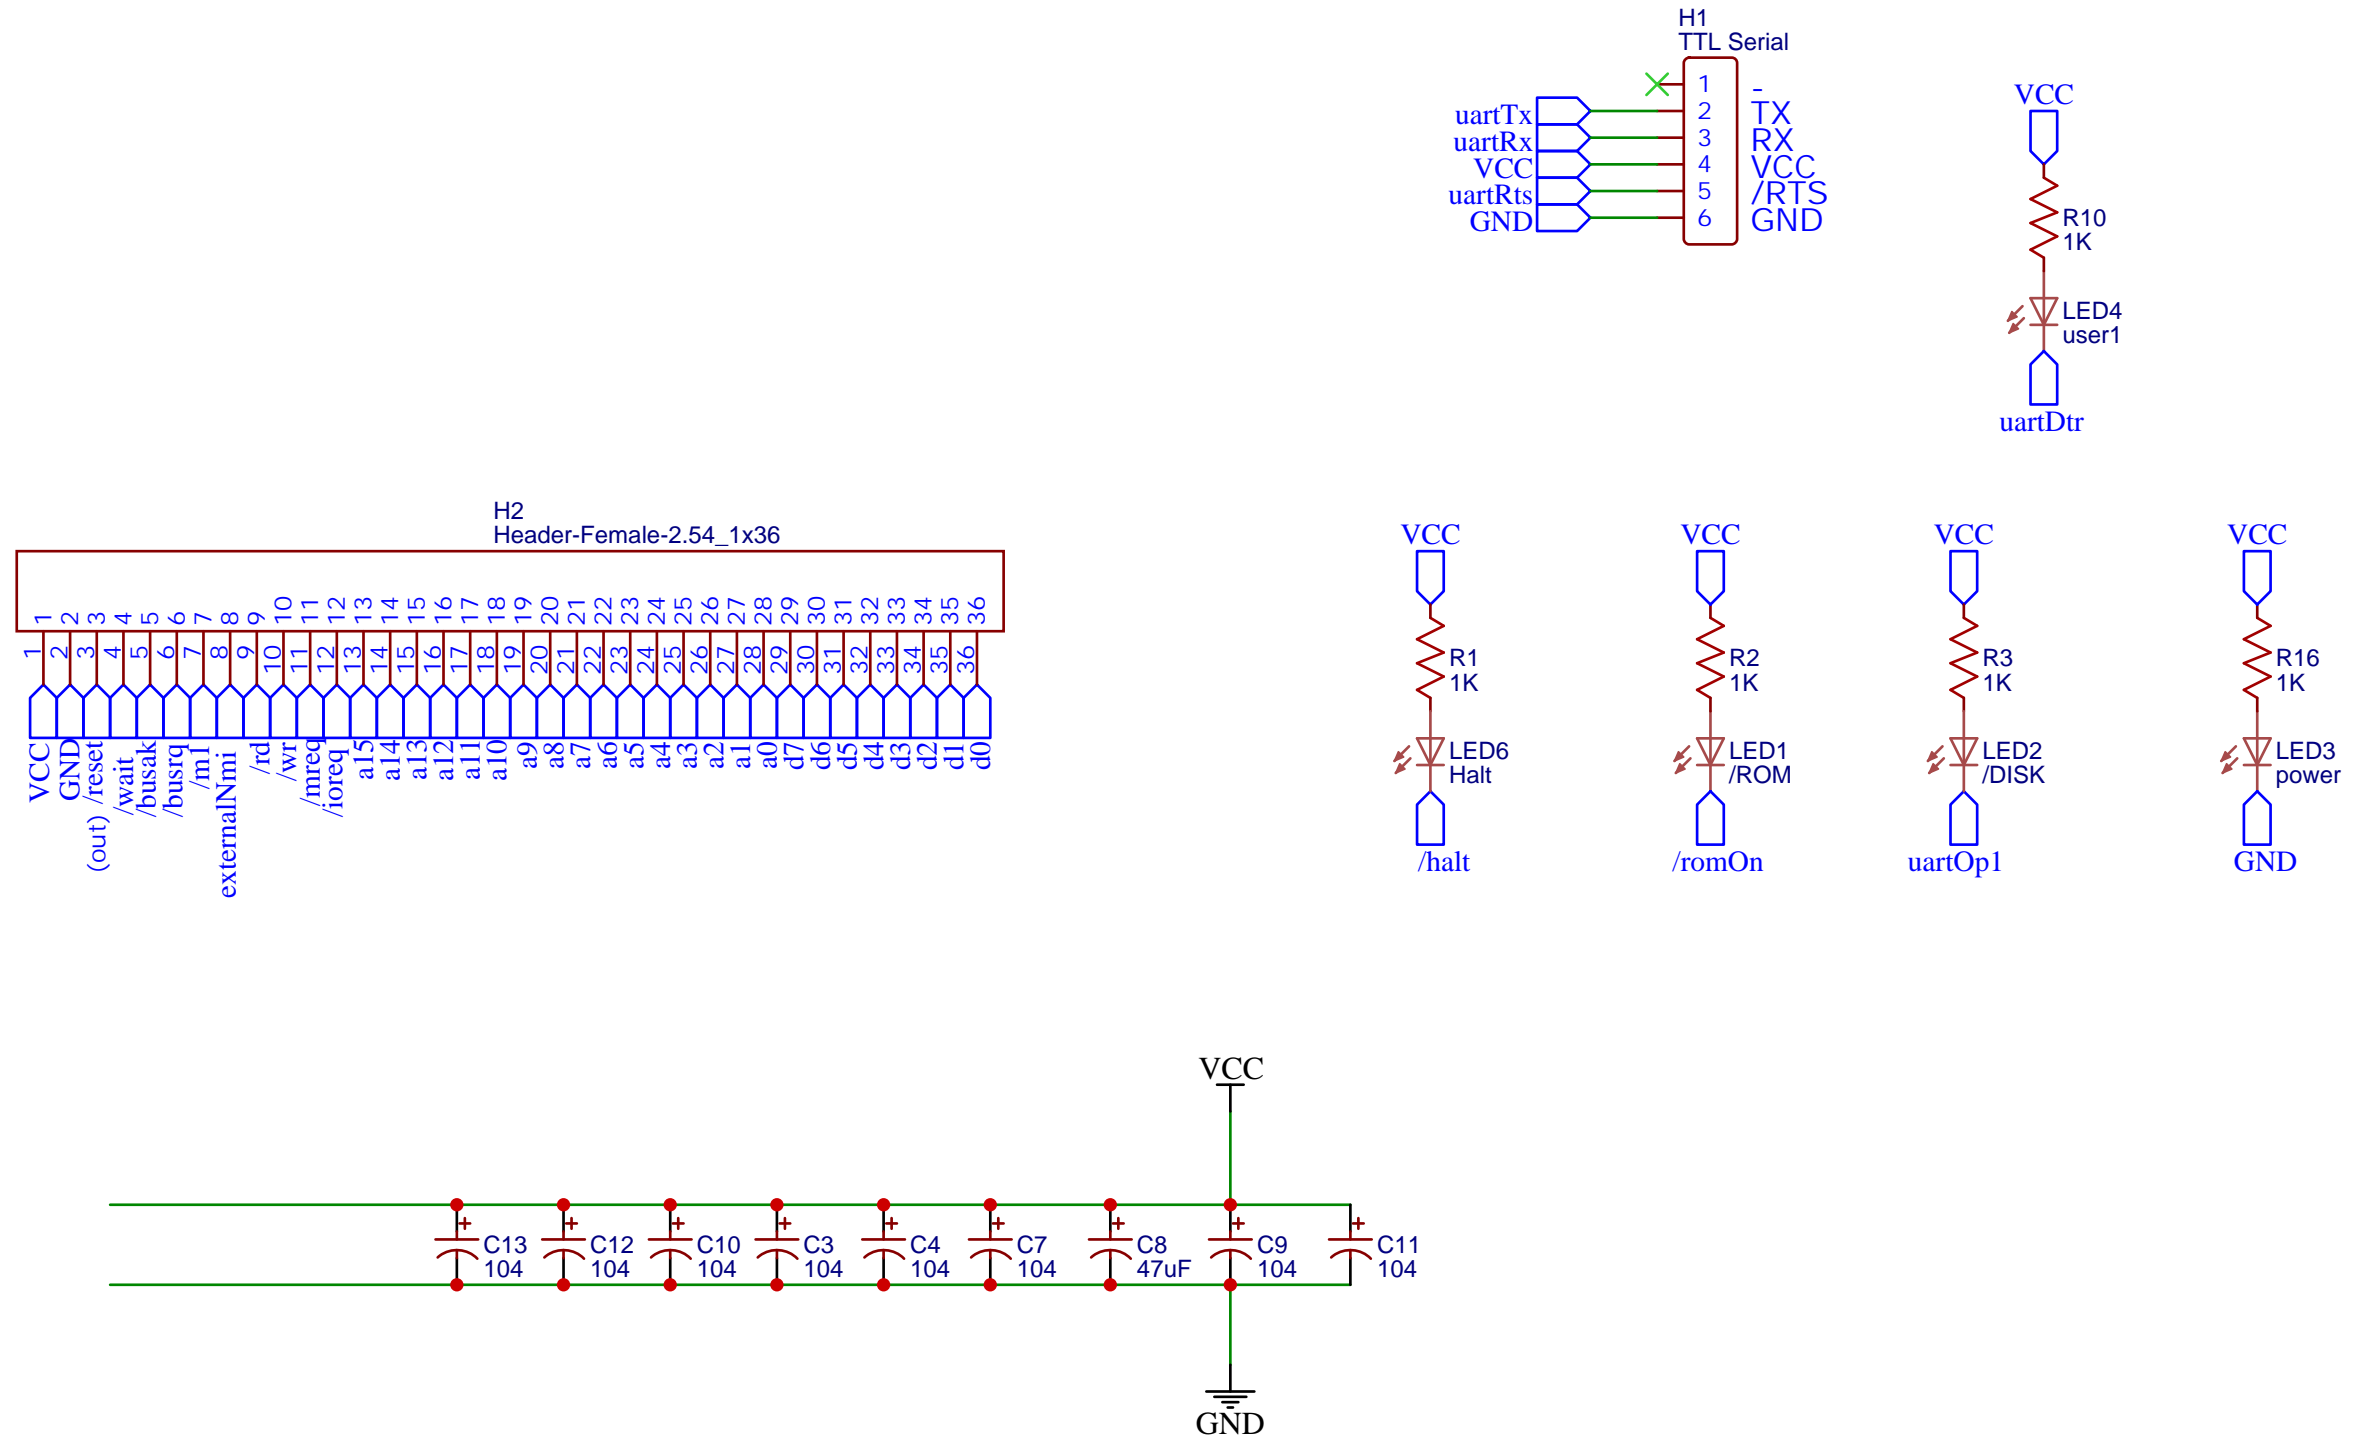 H1
TTL Serial
1
-
uartTx
2
TX
uartRx
3
RX
VCC
4
VCC
uartRts
5
/RTS
GND
6
GND
VCC
R10
1K
LED4
user1
uartDtr
H2
Header-Female-2.54_1x36
1 2 3 4 5 6 7 8 9 10 11 12 13 14 15 16 17 18 19 20 21 22 23 24 25 26 27 28 29 30 31 32 33 34 35 36
1 2 3 4 5 6 7 8 9 10 11 12 13 14 15 16 17 18 19 20 21 22 23 24 25 26 27 28 29 30 31 32 33 34 35 36
VCC
GND
(out) /reset
/wait
/busak
/busrq
/m1
externalNmi
/rd
/wr
/mreq
/ioreq
a15
a14
a13
a12
a11
a10
a9
a8
a7
a6
a5
a4
a3
a2
a1
a0
d7
d6
d5
d4
d3
d2
d1
d0
VCC
R1
1K
LED6
Halt
/halt
VCC
R2
1K
LED1
/ROM
/romOn
VCC
R3
1K
LED2
/DISK
uartOp1
VCC
R16
1K
LED3
power
GND
VCC
C13
104
C12
104
C10
104
C3
104
C4
104
C7
104
C8
47uF
C9
104
C11
104
GND